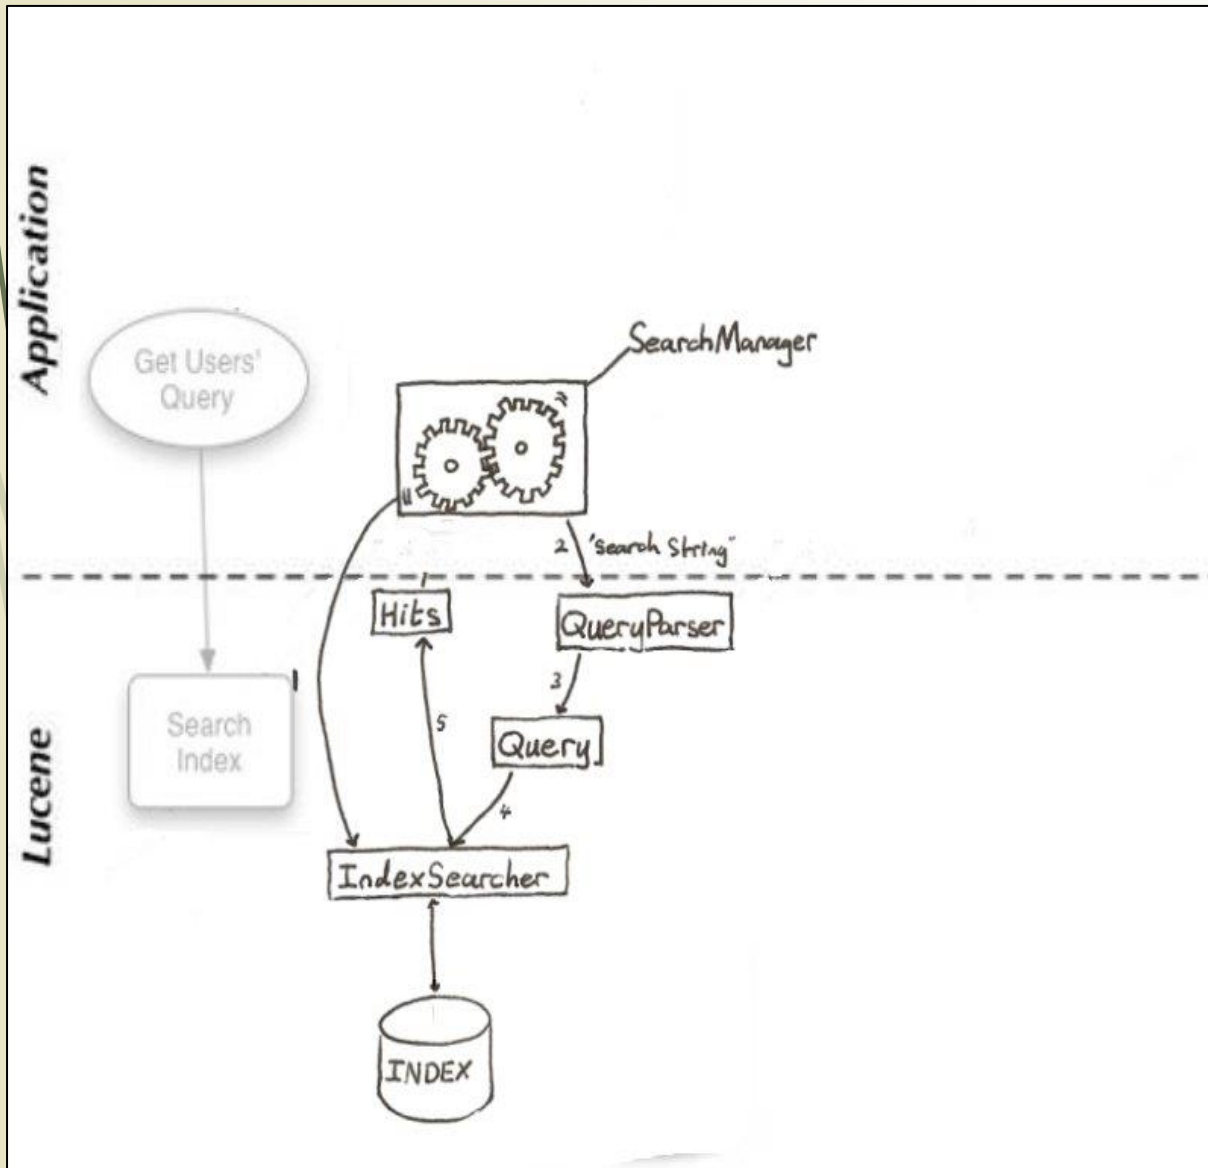 Application
Get Users'
Query
SearchManager
2 "Search String"
Hits
QueryParser
1
3
5
Query
Search
Index
4
Lucene
IndexSearcher
INDEX